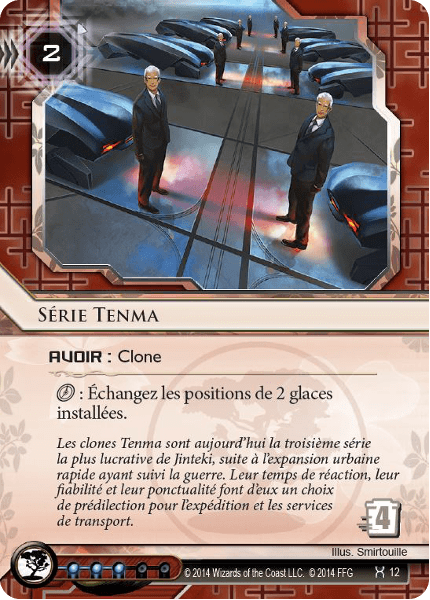 2
SÉRIE TENMA
AVOIR : Clone
: Échangez les positions de 2 glaces
installées.
Les clones Tenma sont aujourd'hui la troisième série
la plus lucrative de Jinteki, suite à l'expansion urbaine
rapide ayant suivi la guerre. Leur temps de réaction, leur
fiabilité et leur ponctualité font d'eux un choix
de prédilection pour l'expédition et les services
de transport.
4
Illus. Smirtouille
© 2014 Wizards of the Coast LLC. © 2014 FFG 12